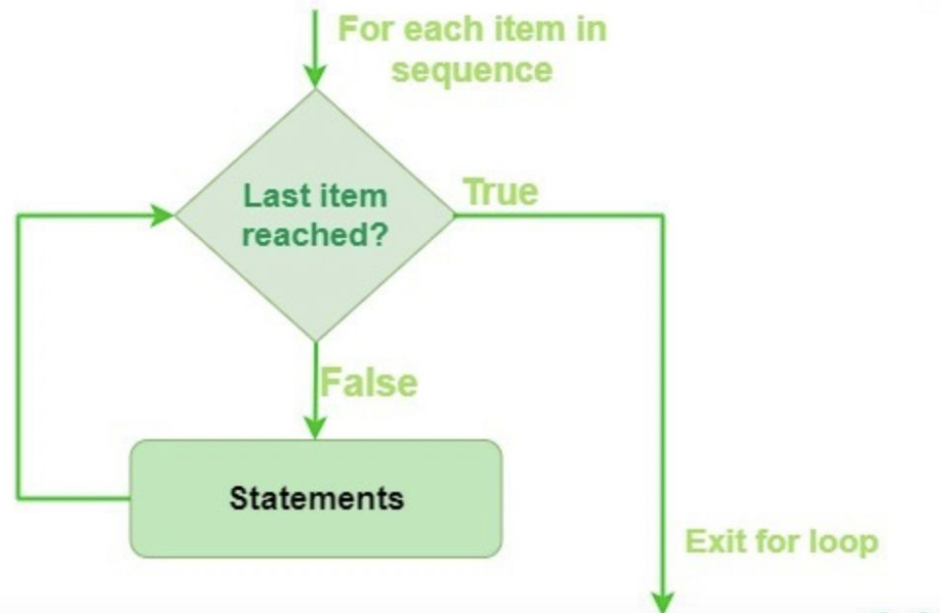 For each item in
sequence
Last item
reached?
True
False
Statements
Exit for loop